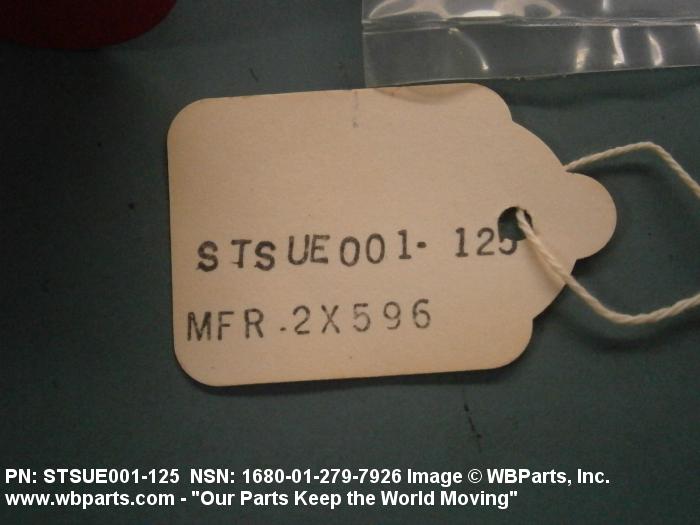 STSUE001-125
MFR.2X596
PN: STSUE001-125 NSN: 1680-01-279-7926 Image © WBParts, Inc.
www.wbparts.com - "Our Parts Keep the World Moving"